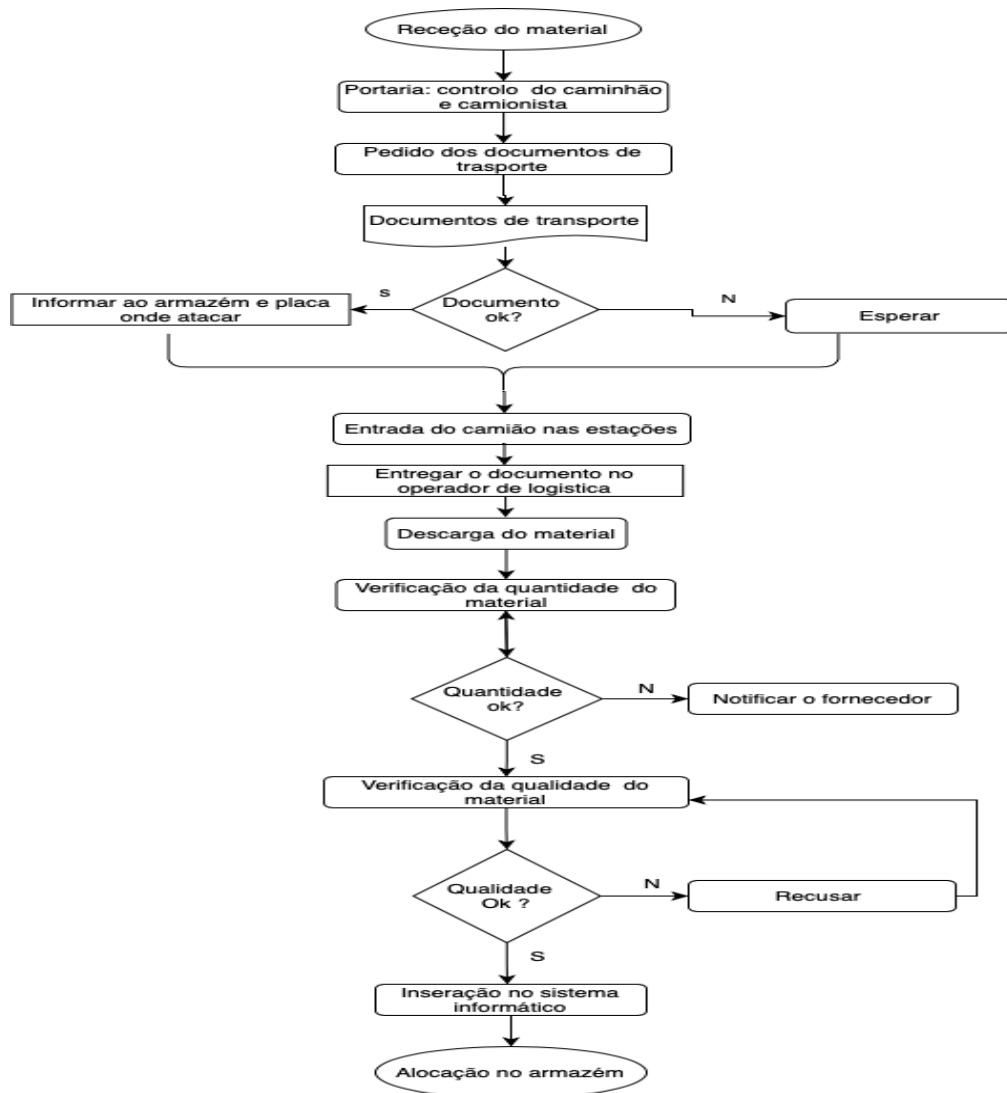 Receção do material
Portaria: controlo do caminhão
e camionista
Pedido dos documentos de
trasporte
Documentos de transporte
Documento
ok?
s
N
Informar ao armazém e placa
onde atacar
Esperar
Entrada do camião nas estações
Entregar o documento no
operador de logistica
Descarga do material
Verificação da quantidade do
material
Quantidade
ok?
N
Notificar o fornecedor
S
Verificação da qualidade do
material
Qualidade
Ok ?
N
Recusar
S
Inseração no sistema
informático
Alocação no armazém